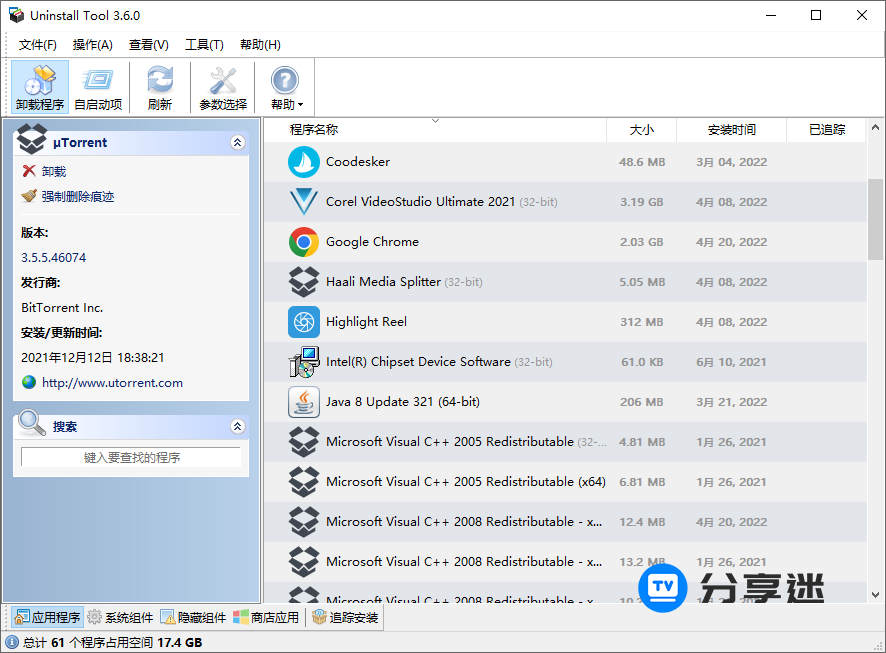 Uninstall Tool 3.6.0
文件(F) 操作(A) 查看(V) 工具(T) 帮助(H)
卸载程序 自启动项 刷新 参数选择 帮助
µTorrent
卸载
强制删除痕迹
版本:
3.5.5.46074
发行商:
BitTorrent Inc.
安装/更新时间:
2021年12月12日 18:38:21
http://www.utorrent.com
搜索
键入要查找的程序
程序名称 大小 安装时间 已追踪
Coodesker 48.6 MB 3月 04, 2022
Corel VideoStudio Ultimate 2021 (32-bit) 3.19 GB 4月 08, 2022
Google Chrome 2.03 GB 4月 20, 2022
Haali Media Splitter (32-bit) 5.05 MB 4月 08, 2022
Highlight Reel 312 MB 4月 08, 2022
Intel(R) Chipset Device Software (32-bit) 61.0 KB 6月 10, 2021
Java 8 Update 321 (64-bit) 206 MB 3月 21, 2022
Microsoft Visual C++ 2005 Redistributable (32-... 4.81 MB 1月 26, 2021
Microsoft Visual C++ 2005 Redistributable (x64) 6.81 MB 1月 26, 2021
Microsoft Visual C++ 2008 Redistributable - x... 12.4 MB 4月 20, 2022
Microsoft Visual C++ 2008 Redistributable - x... 13.2 MB 1月 26, 2021
Microsoft Visual C++ 2008 Redistributable - x...
TV 分享迷
应用程序 系统组件 隐藏组件 商店应用 追踪安装
总计 61 个程序占用空间 17.4 GB